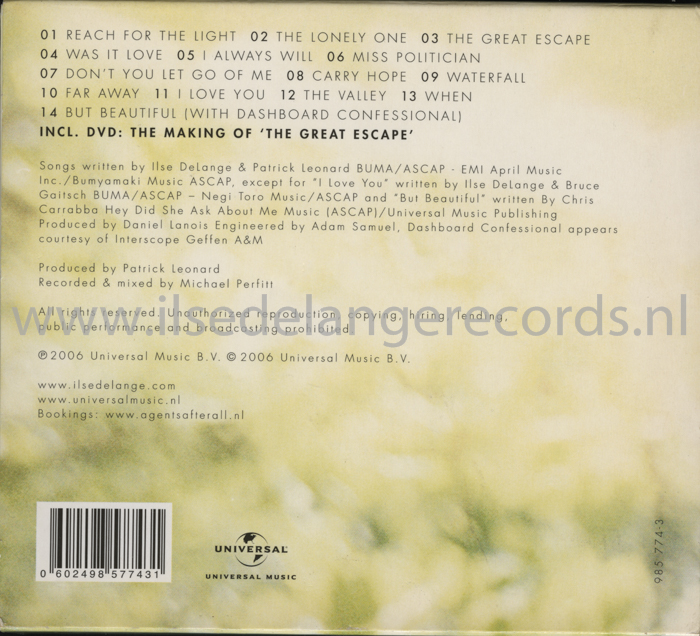 01 REACH FOR THE LIGHT 02 THE LONELY ONE 03 THE GREAT ESCAPE
04 WAS IT LOVE 05 I ALWAYS WILL 06 MISS POLITICIAN
07 DON'T YOU LET GO OF ME 08 CARRY HOPE 09 WATERFALL
10 FAR AWAY 11 I LOVE YOU 12 THE VALLEY 13 WHEN
14 BUT BEAUTIFUL (WITH DASHBOARD CONFESSIONAL)
INCL. DVD: THE MAKING OF 'THE GREAT ESCAPE'
Songs written by Ilse DeLange & Patrick Leonard BUMA/ASCAP - EMI April Music
Inc./Bumyamaki Music ASCAP, except for "I Love You" written by Ilse DeLange & Bruce
Gaitsch BUMA/ASCAP – Negi Toro Music/ASCAP and "But Beautiful" written By Chris
Carrabba Hey Did She Ask About Me Music (ASCAP)/Universal Music Publishing
Produced by Daniel Lanois Engineered by Adam Samuel, Dashboard Confessional appears
courtesy of Interscope Geffen A&M
Produced by Patrick Leonard
Recorded & mixed by Michael Perfitt
www.ilsedelangerecords.nl
All rights reserved. Unauthorized reproduction, copying, hiring, lending,
public performance and broadcasting prohibited.
℗ 2006 Universal Music B.V. © 2006 Universal Music B.V.
www.ilsedelange.com
www.universalmusic.nl
Bookings: www.agentsafterall.nl
0 602498 577431
UNIVERSAL
UNIVERSAL MUSIC
985 774-3